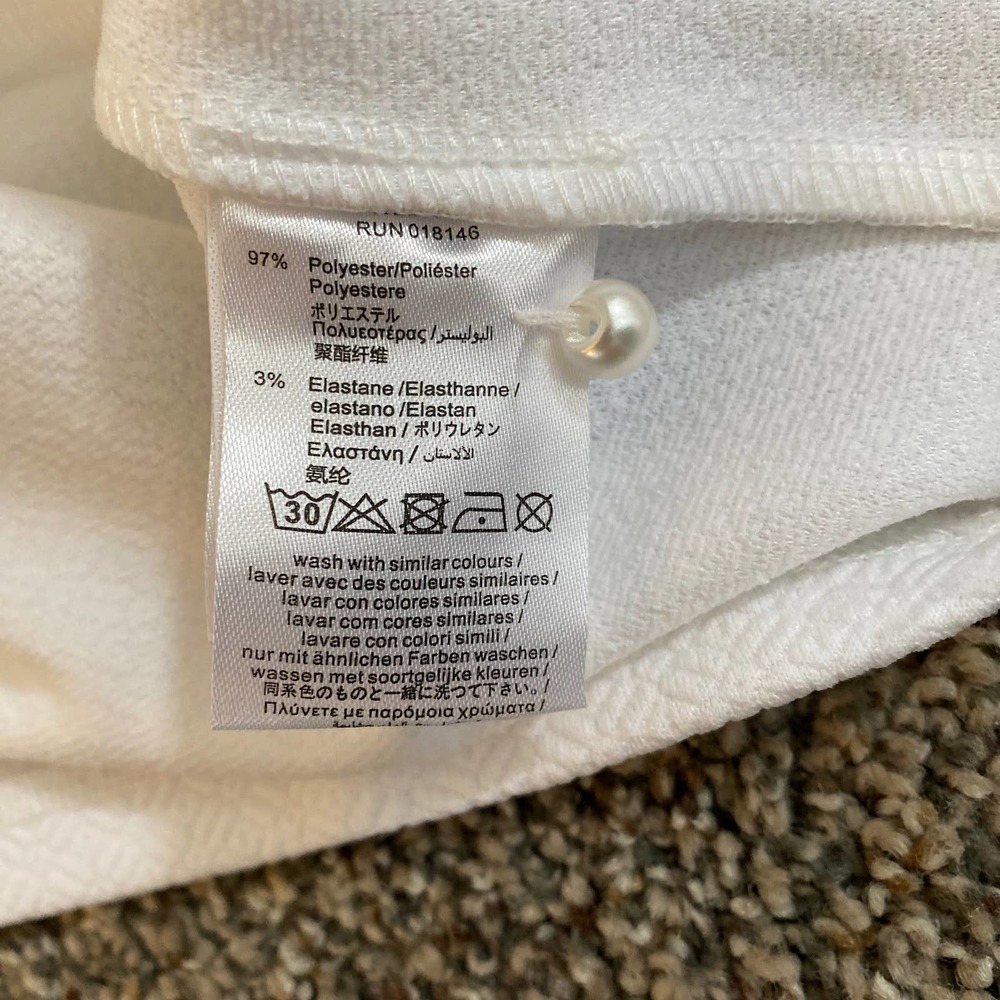 RUN 018146
97% Polyester/Poliéster
Polyestere
ポリエステル
Πολυεστέρας /البوليستر
聚酯纤维
3% Elastane /Elasthanne /
elastano /Elastan
Elasthan / ポリウレタン
Ελαστάνη / الالاستان
氨纶
30
wash with similar colours /
laver avec des couleurs similaires /
lavar con colores similares /
lavar com cores similares /
lavare con colori simili /
nur mit ähnlichen Farben waschen /
wassen met soortgelijke kleuren /
同系色のものと一緒に洗つて下さい。/
Πλύνετε με παρόμοια χρώματα /